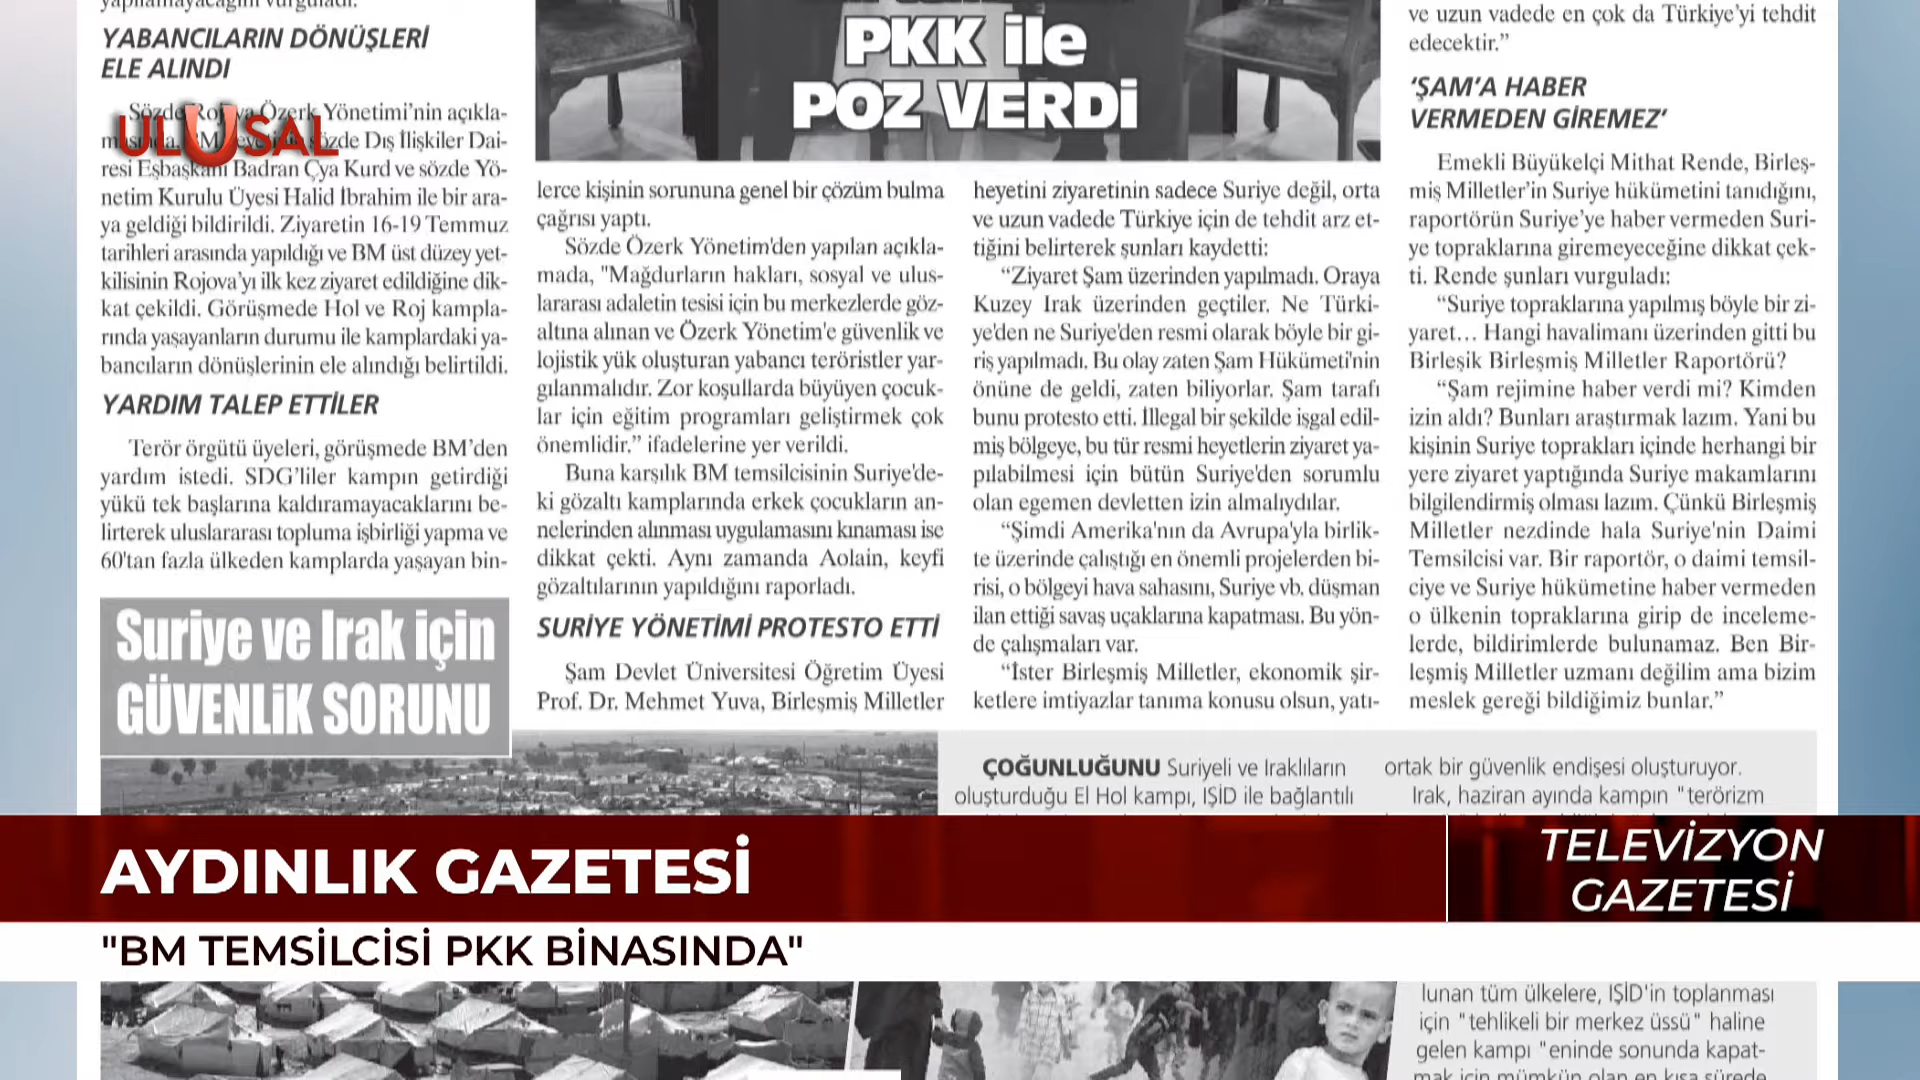 YABANCILARIN DÖNÜŞLERİ
ELE ALINDI
Sözde Rojava Özerk Yönetimi'nin açıkla-
sözde Dış İlişkiler Dai-
resi Eşbaşkanı Badran Çya Kurd ve sözde Yö-
netim Kurulu Üyesi Halid İbrahim ile bir ara-
ya geldiği bildirildi. Ziyaretin 16-19 Temmuz
tarihleri arasında yapıldığı ve BM üst düzey yet-
kilisinin Rojova'yı ilk kez ziyaret edildiğine dik-
kat çekildi. Görüşmede Hol ve Roj kampla-
rında yaşayanların durumu ile kamplardaki ya-
bancıların dönüşlerinin ele alındığı belirtildi.
YARDIM TALEP ETTİLER
Terör örgütü üyeleri, görüşmede BM'den
yardım istedi. SDG'liler kampın getirdiği
yükü tek başlarına kaldıramayacaklarını be-
lirterek uluslararası topluma işbirliği yapma ve
60'tan fazla ülkeden kamplarda yaşayan bin-
PKK ile
POZ VERDİ
lerce kişinin sorununa genel bir çözüm bulma
çağrısı yaptı.
Sözde Özerk Yönetim'den yapılan açıkla-
mada, "Mağdurların hakları, sosyal ve ulus-
lararası adaletin tesisi için bu merkezlerde göz-
altına alınan ve Özerk Yönetim'e güvenlik ve
lojistik yük oluşturan yabancı teröristler yar-
gılanmalıdır. Zor koşullarda büyüyen çocuk-
lar için eğitim programları geliştirmek çok
önemlidir.” ifadelerine yer verildi.
Buna karşılık BM temsilcisinin Suriye'de-
ki gözaltı kamplarında erkek çocukların an-
nelerinden alınması uygulamasını kınaması ise
dikkat çekti. Aynı zamanda Aolain, keyfi
gözaltılarının yapıldığını raporladı.
SURİYE YÖNETİMİ PROTESTO ETTİ
Şam Devlet Üniversitesi Öğretim Üyesi
Prof. Dr. Mehmet Yuva, Birleşmiş Milletler
heyetini ziyaretinin sadece Suriye değil, orta
ve uzun vadede Türkiye için de tehdit arz et-
tiğini belirterek şunları kaydetti:
“Ziyaret Şam üzerinden yapılmadı. Oraya
Kuzey Irak üzerinden geçtiler. Ne Türki-
ye'den ne Suriye'den resmi olarak böyle bir gi-
riş yapılmadı. Bu olay zaten Şam Hükümeti'nin
önüne de geldi, zaten biliyorlar. Şam tarafı
bunu protesto etti. İllegal bir şekilde işgal edil-
miş bölgeye, bu tür resmi heyetlerin ziyaret ya-
pılabilmesi için bütün Suriye'den sorumlu
olan egemen devletten izin almalıydılar.
“Şimdi Amerika'nın da Avrupa'yla birlik-
te üzerinde çalıştığı en önemli projelerden bi-
risi, o bölgeyi hava sahasını, Suriye vb. düşman
ilan ettiği savaş uçaklarına kapatması. Bu yön-
de çalışmaları var.
“İster Birleşmiş Milletler, ekonomik şir-
ketlere imtiyazlar tanıma konusu olsun, yatı-
ve uzun vadede en çok da Türkiye'yi tehdit
edecektir.”
‘ŞAM'A HABER
VERMEDEN GİREMEZ’
Emekli Büyükelçi Mithat Rende, Birleş-
miş Milletler'in Suriye hükümetini tanıdığını,
raportörün Suriye'ye haber vermeden Suri-
ye topraklarına giremeyeceğine dikkat çek-
ti. Rende şunları vurguladı:
“Suriye topraklarına yapılmış böyle bir zi-
yaret… Hangi havalimanı üzerinden gitti bu
Birleşik Birleşmiş Milletler Raportörü?
“Şam rejimine haber verdi mi? Kimden
izin aldı? Bunları araştırmak lazım. Yani bu
kişinin Suriye toprakları içinde herhangi bir
yere ziyaret yaptığında Suriye makamlarını
bilgilendirmiş olması lazım. Çünkü Birleşmiş
Milletler nezdinde hala Suriye'nin Daimi
Temsilcisi var. Bir raportör, o daimi temsil-
ciye ve Suriye hükümetine haber vermeden
o ülkenin topraklarına girip de inceleme-
lerde, bildirimlerde bulunamaz. Ben Bir-
leşmiş Milletler uzmanı değilim ama bizim
meslek gereği bildiğimiz bunlar.”
ULUSAL
Suriye ve Irak için
GÜVENLİK SORUNU
ÇOĞUNLUĞUNU Suriyeli ve Iraklıların
oluşturduğu El Hol kampı, IŞİD ile bağlantılı
ortak bir güvenlik endişesi oluşturuyor.
Irak, haziran ayında kampın "terörizm
AYDINLIK GAZETESİ
TELEVİZYON
GAZETESİ
"BM TEMSİLCİSİ PKK BİNASINDA"
lunan tüm ülkelere, IŞİD'in toplanması
için "tehlikeli bir merkez üssü" haline
gelen kampı "eninde sonunda kapat-
mak için mümkün olan en kısa sürede